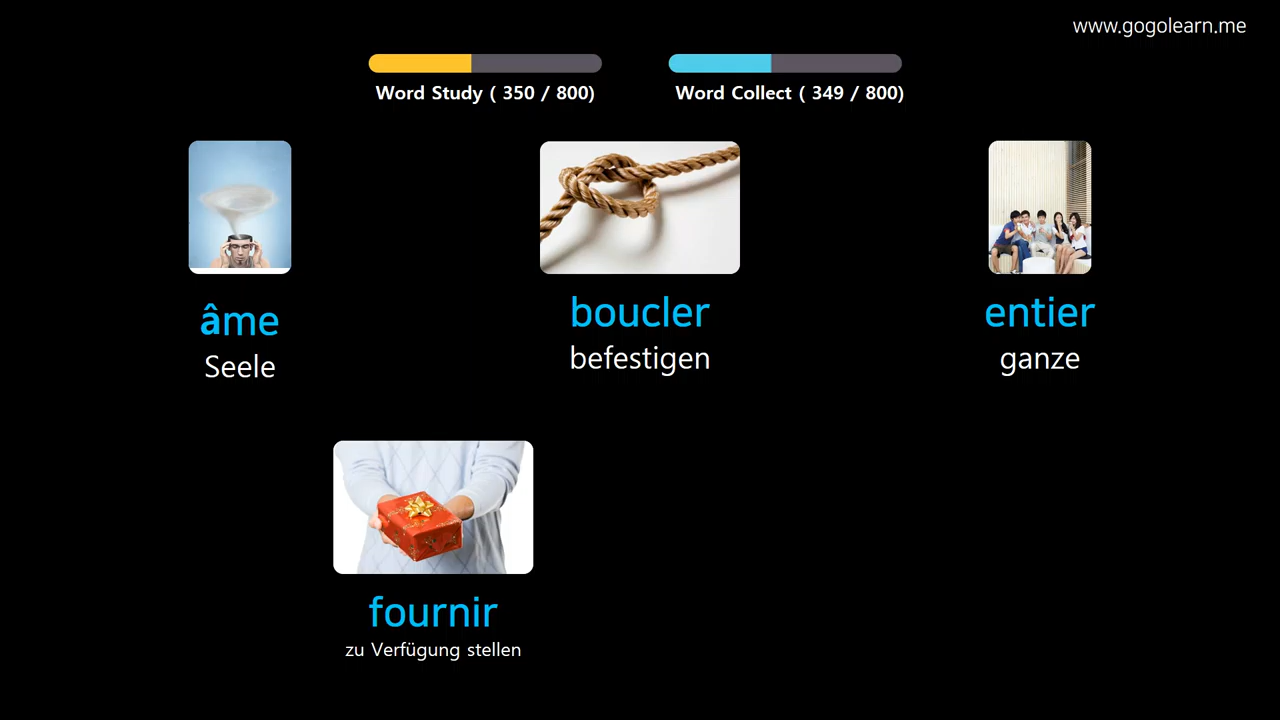 www.gogolearn.me
Word Study ( 350 / 800)
Word Collect ( 349 / 800)
âme
Seele
boucler
befestigen
entier
ganze
fournir
zu Verfügung stellen